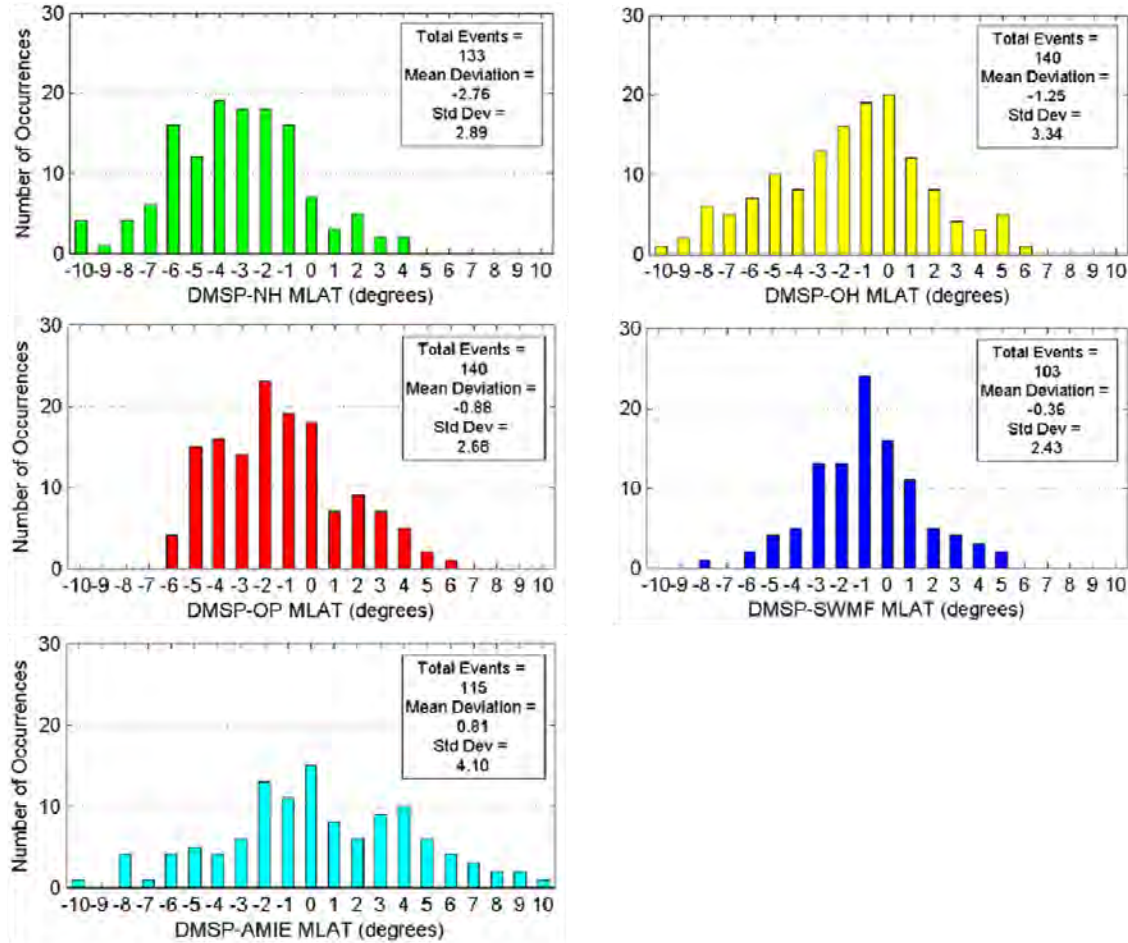 30
20
10
0
Number of Occurrences
Total Events =
133
Mean Deviation =
-2.76
Std Dev =
2.89
-10 -9 -8 -7 -6 -5 -4 -3 -2 -1 0 1 2 3 4 5 6 7 8 9 10
DMSP-NH MLAT (degrees)
30
20
10
0
Total Events =
140
Mean Deviation =
-1.25
Std Dev =
3.34
-10 -9 -8 -7 -6 -5 -4 -3 -2 -1 0 1 2 3 4 5 6 7 8 9 10
DMSP-OH MLAT (degrees)
30
20
10
0
Number of Occurrences
Total Events =
140
Mean Deviation =
-0.88
Std Dev =
2.68
-10 -9 -8 -7 -6 -5 -4 -3 -2 -1 0 1 2 3 4 5 6 7 8 9 10
DMSP-OP MLAT (degrees)
30
20
10
0
Total Events =
103
Mean Deviation =
-0.36
Std Dev =
2.43
-10 -9 -8 -7 -6 -5 -4 -3 -2 -1 0 1 2 3 4 5 6 7 8 9 10
DMSP-SWMF MLAT (degrees)
30
20
10
0
Number of Occurrences
Total Events =
115
Mean Deviation =
0.81
Std Dev =
4.10
-10 -9 -8 -7 -6 -5 -4 -3 -2 -1 0 1 2 3 4 5 6 7 8 9 10
DMSP-AMIE MLAT (degrees)